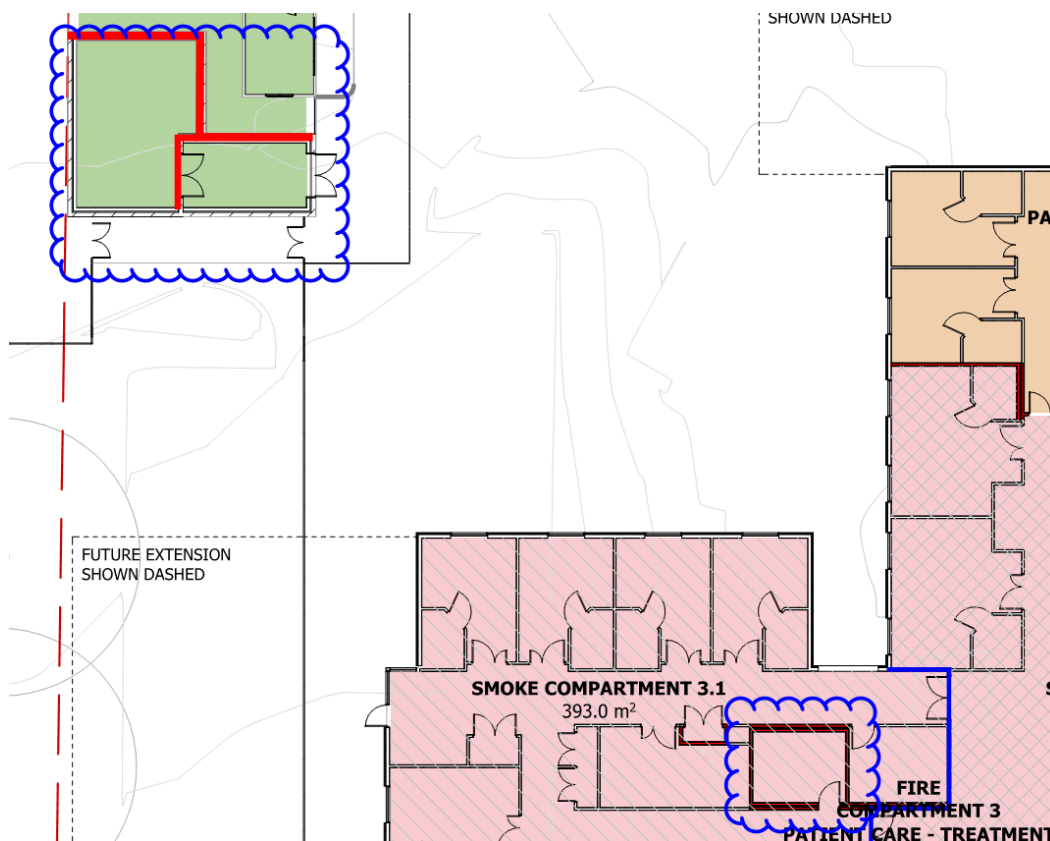 SHOWN DASHED
PA
FUTURE EXTENSION
SHOWN DASHED
SMOKE COMPARTMENT 3.1
393.0 m²
S
FIRE
COMPARTMENT 3
PATIENT CARE - TREATMENT